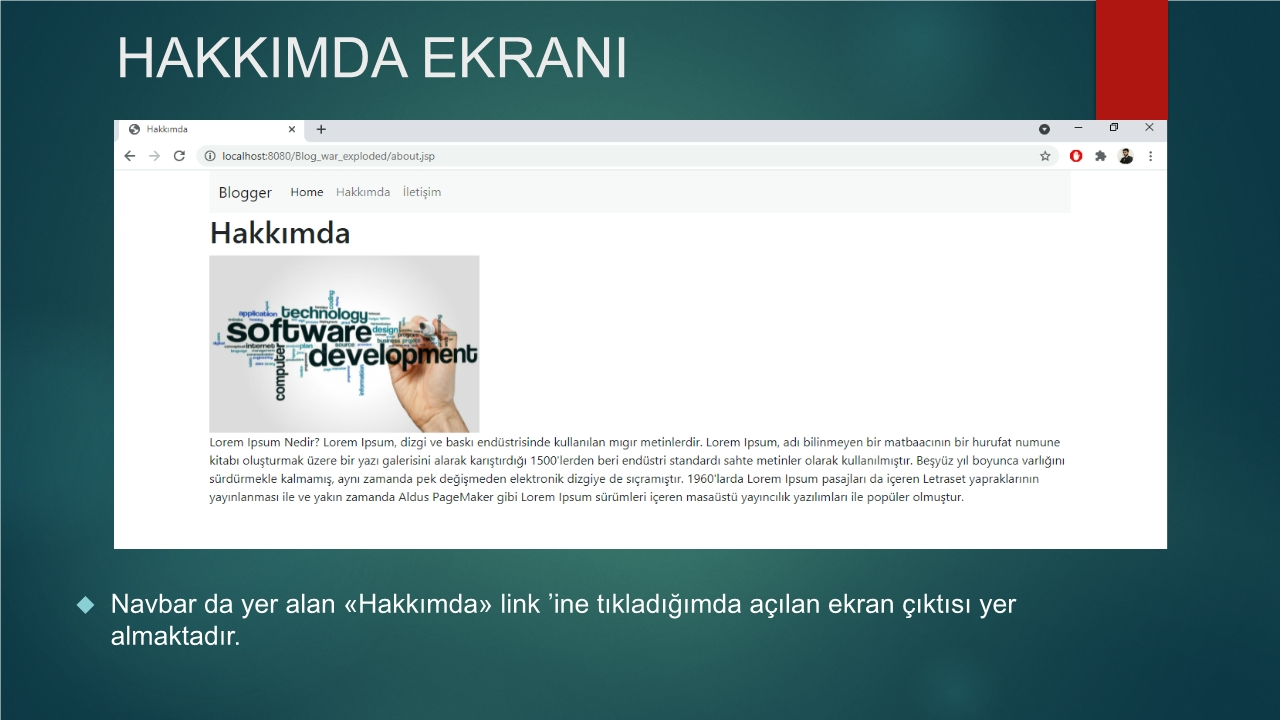 HAKKIMDA EKRANI
Hakkımda
localhost:8080/Blog_war_exploded/about.jsp
Blogger Home Hakkımda İletişim
Hakkımda
coding
application technology
software design
program
internet plan source business project
computer development
information
Lorem Ipsum Nedir? Lorem Ipsum, dizgi ve baskı endüstrisinde kullanılan mıgır metinlerdir. Lorem Ipsum, adı bilinmeyen bir matbaacının bir hurufat numune
kitabı oluşturmak üzere bir yazı galerisini alarak karıştırdığı 1500'lerden beri endüstri standardı sahte metinler olarak kullanılmıştır. Beşyüz yıl boyunca varlığını
sürdürmekle kalmamış, aynı zamanda pek değişmeden elektronik dizgiye de sıçramıştır. 1960'larda Lorem Ipsum pasajları da içeren Letraset yapraklarının
yayınlanması ile ve yakın zamanda Aldus PageMaker gibi Lorem Ipsum sürümleri içeren masaüstü yayıncılık yazılımları ile popüler olmuştur.
Navbar da yer alan «Hakkımda» link ’ine tıkladığımda açılan ekran çıktısı yer
almaktadır.